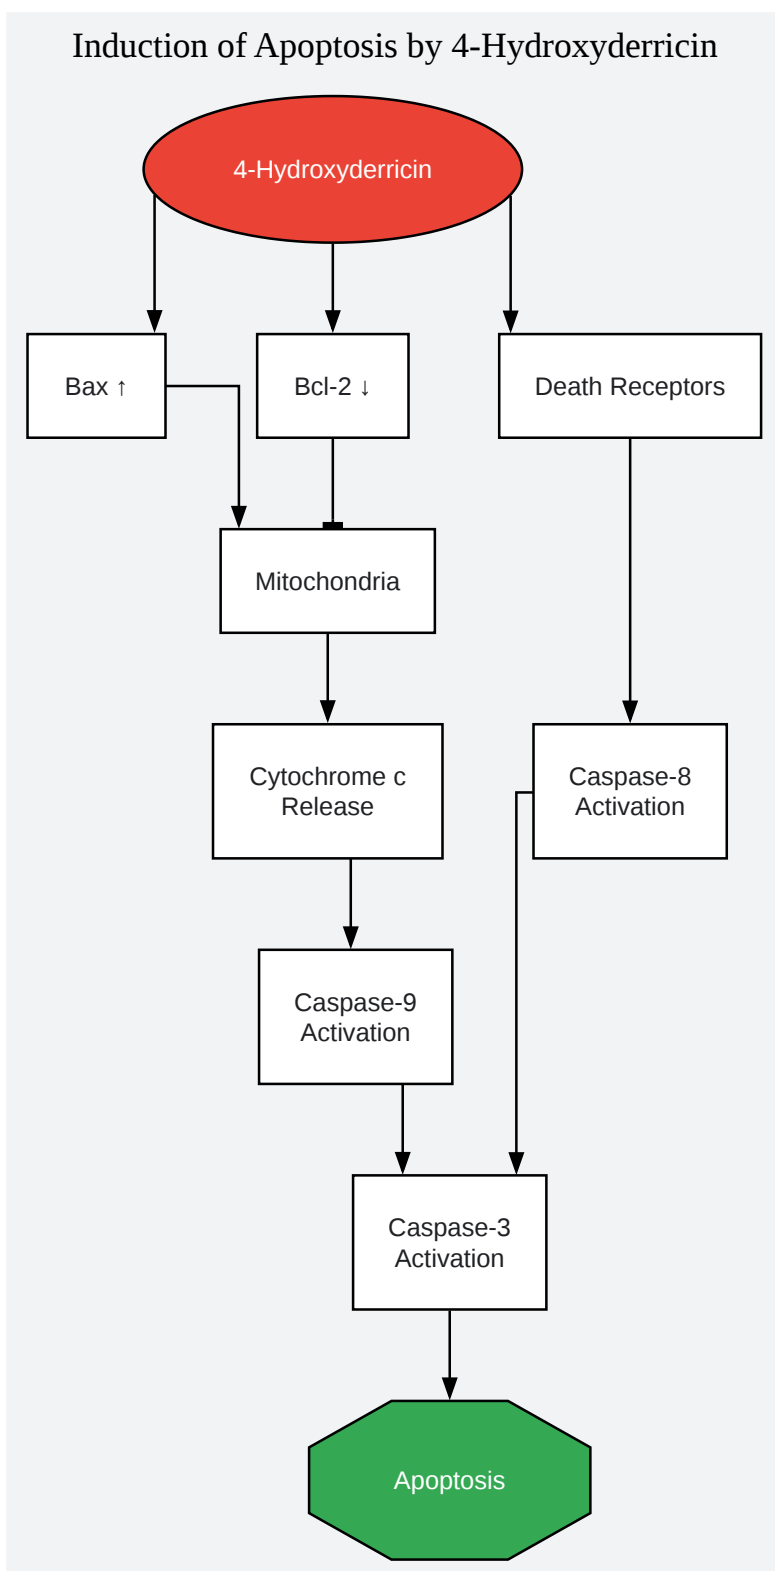 Induction of Apoptosis by 4-Hydroxyderricin
4-Hydroxyderricin
Bax ↑
Bcl-2 ↓
Death Receptors
Mitochondria
Cytochrome c
Release
Caspase-8
Activation
Caspase-9
Activation
Caspase-3
Activation
Apoptosis